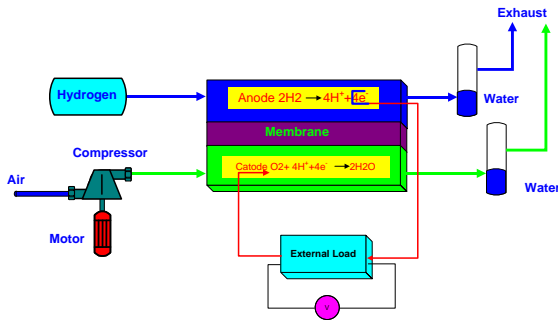 Exhaust
Hydrogen
Anode 2H2 → 4H⁺+4e⁻
Water
Membrane
Compressor
Catode O2+ 4H⁺+4e⁻ →2H2O
Air
Water
Motor
External Load
V